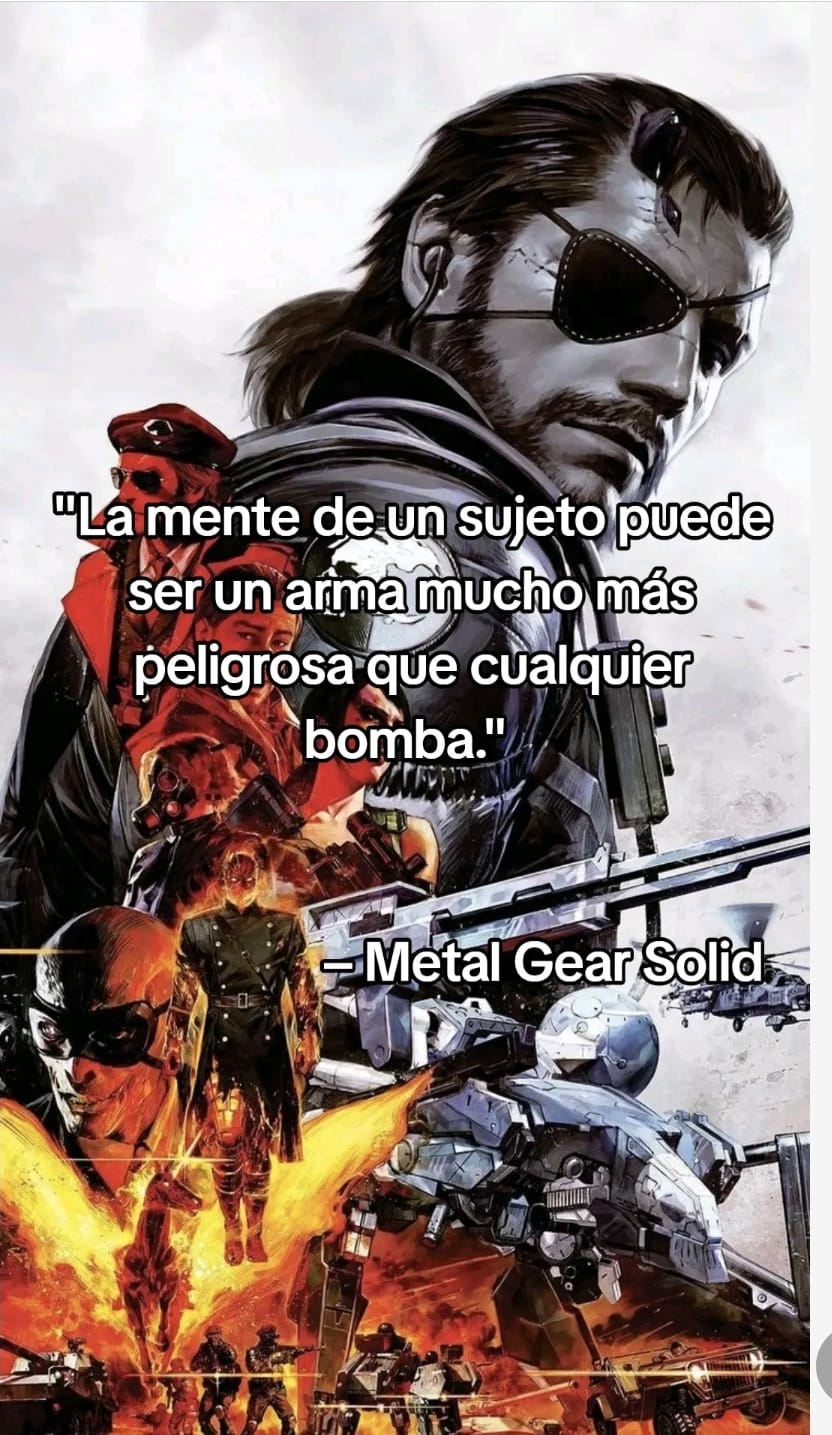 "La mente de un sujeto puede
ser un arma mucho más
peligrosa que cualquier
bomba."
– Metal Gear Solid